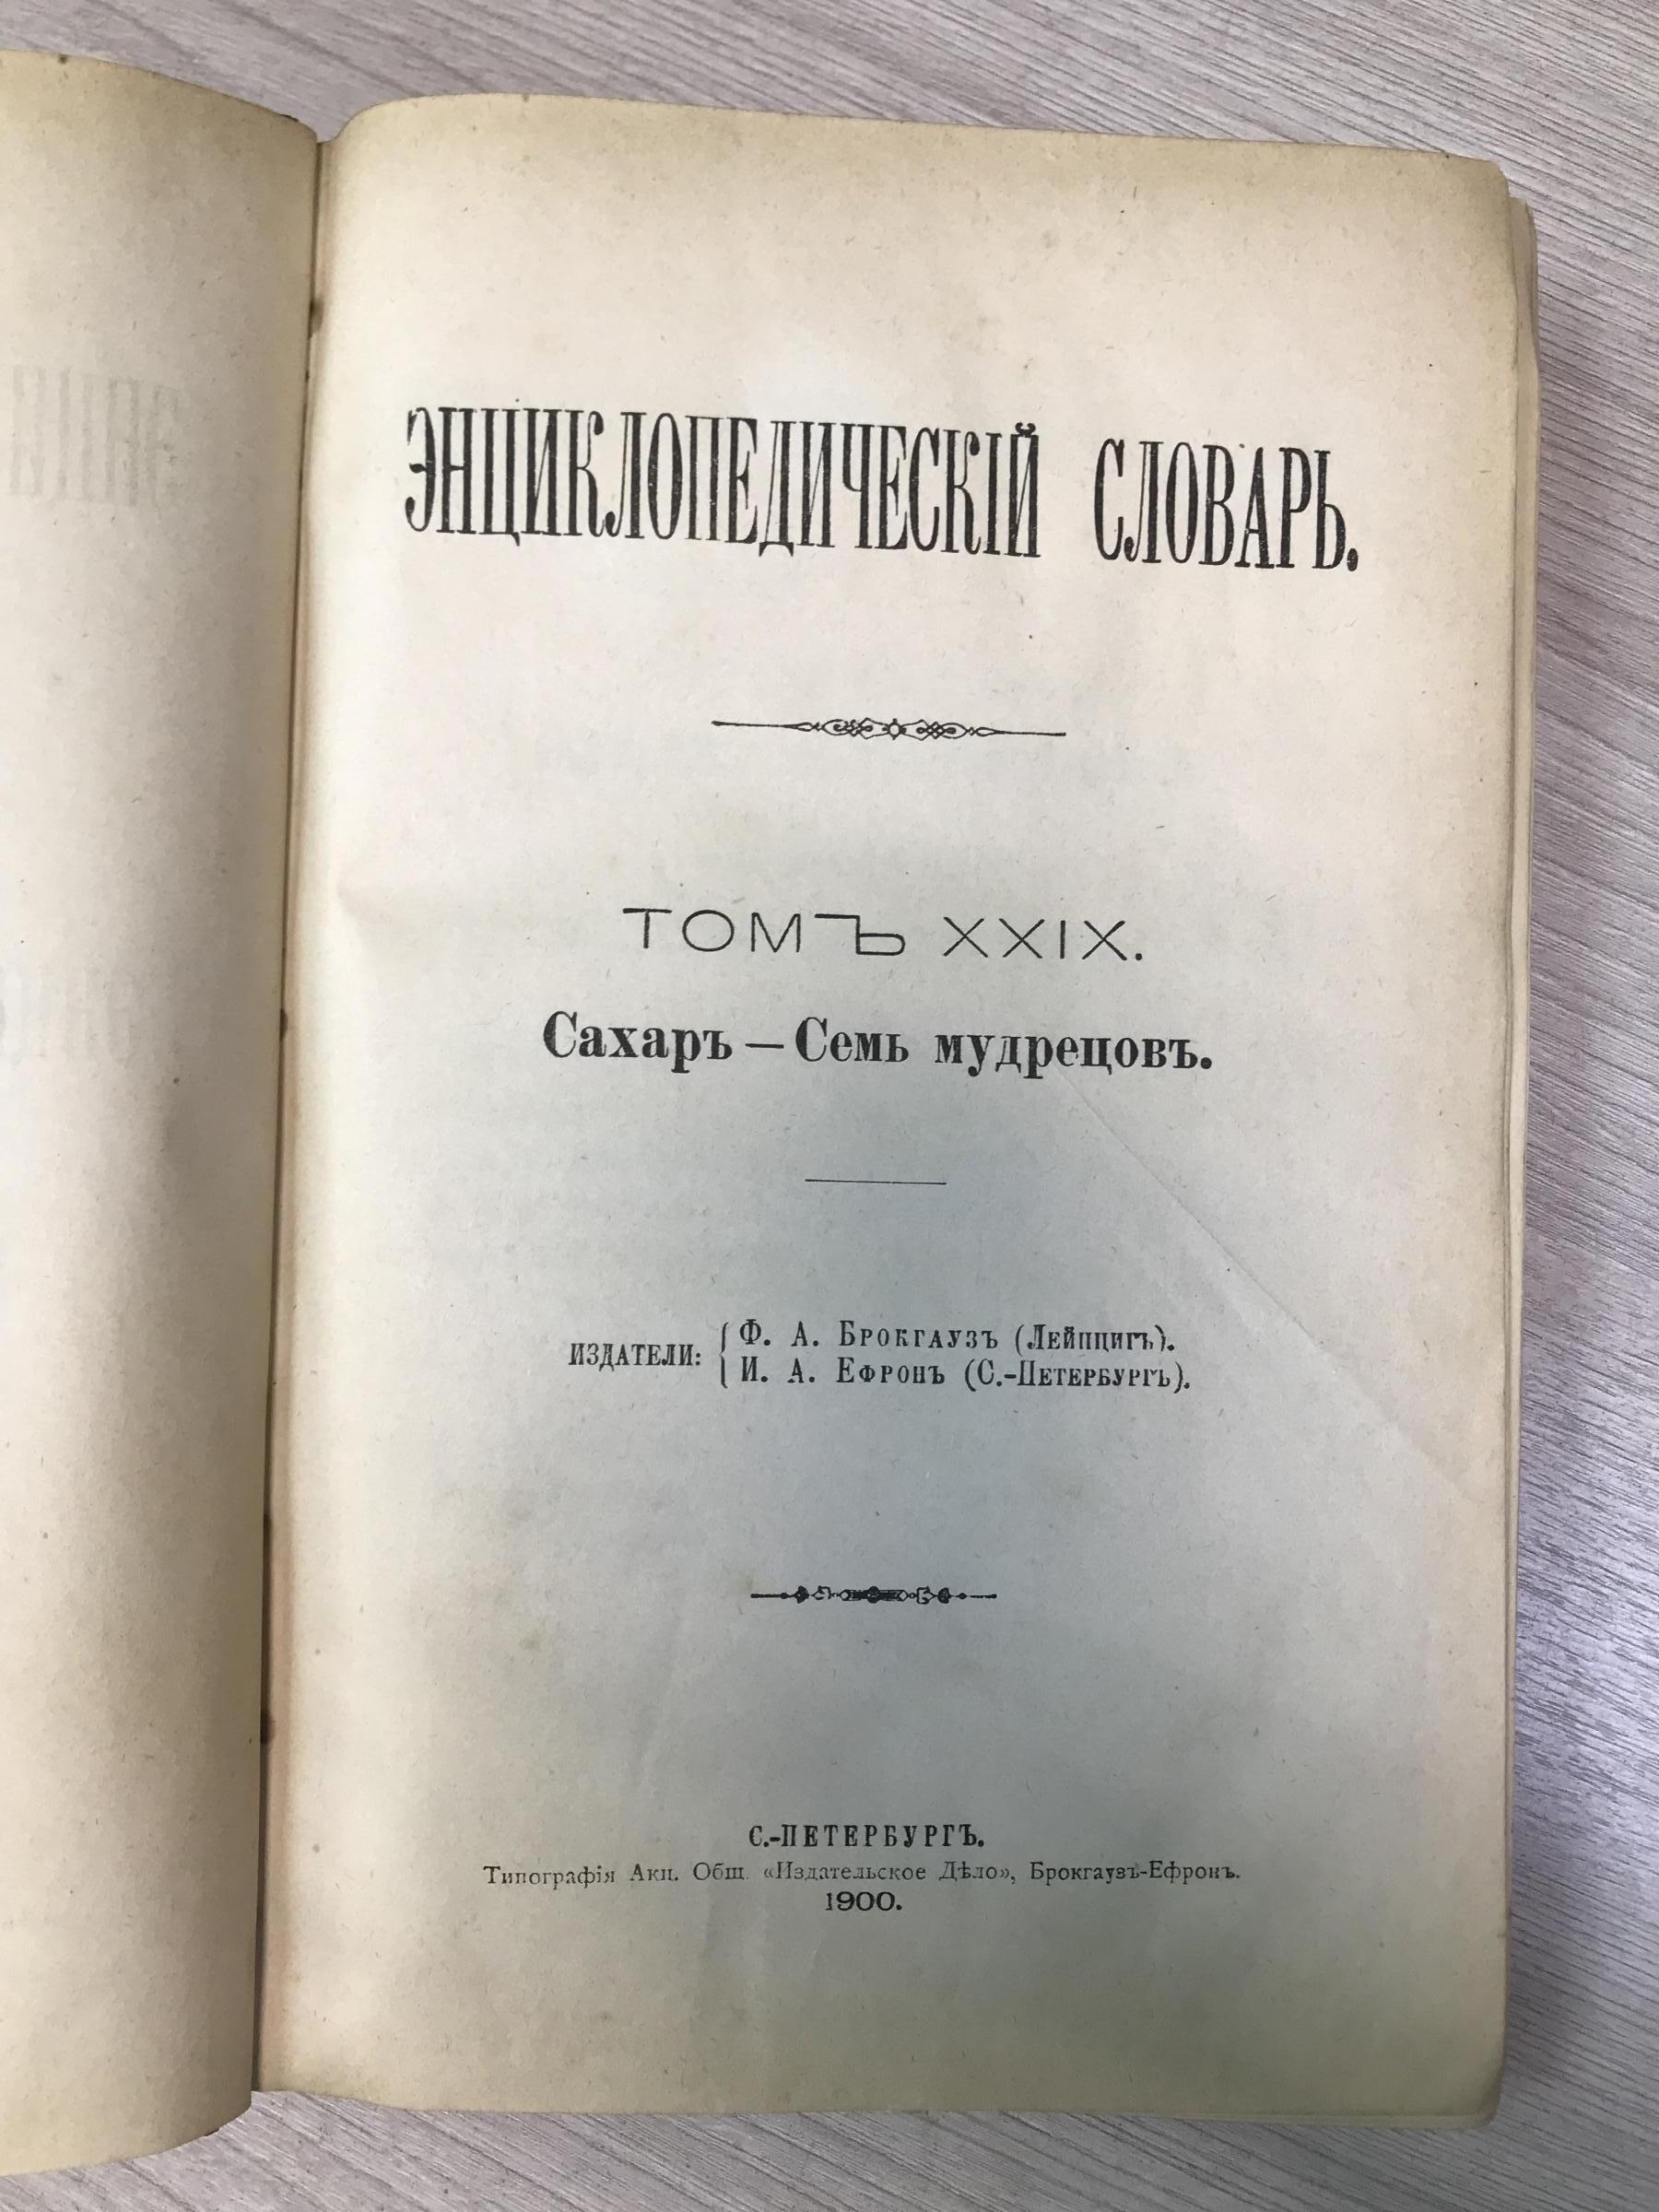 ЭНЦИКЛОПЕДИЧЕСКІЙ СЛОВАРЬ.
ТОМЪ XXIX.
Сахаръ — Семь мудрецовъ.
ИЗДАТЕЛИ:
Ф. А. Брокгаузъ (Лейпцигъ).
И. А. Ефронъ (С.-Петербургъ).
С.-ПЕТЕРБУРГЪ.
Типографія Акц. Общ. «Издательское Дѣло», Брокгаузъ-Ефронъ.
1900.